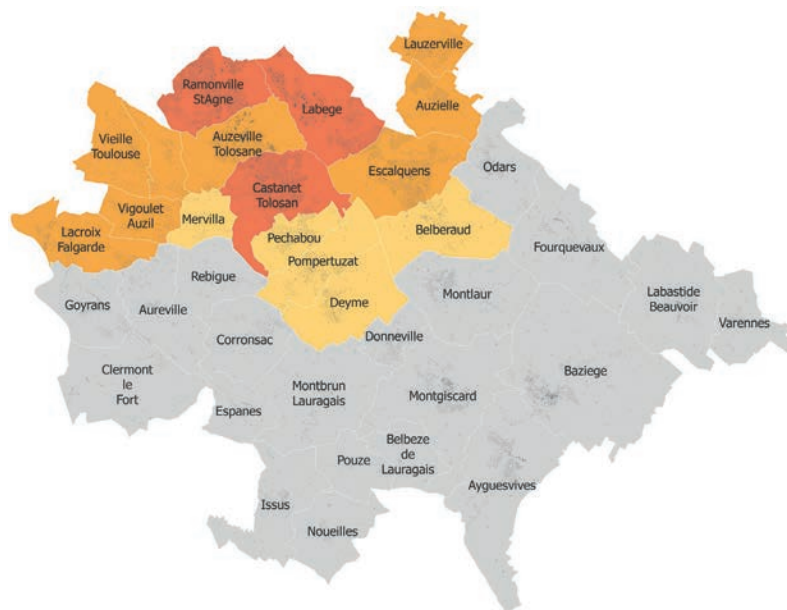 Lauzerville
Ramonville
StAgne
Labege
Auzielle
Auzeville
Tolosane
Vieille
Toulouse
Escalquens
Odars
Castanet
Tolosan
Vigoulet
Auzil
Mervilla
Lacroix
Falgarde
Pechabou
Belberaud
Pompertuzat
Fourquevaux
Rebigue
Goyrans
Aureville
Deyme
Montlaur
Labastide
Beauvoir
Varennes
Corronsac
Donneville
Clermont
le
Fort
Baziege
Montbrun
Lauragais
Montgiscard
Espanes
Belbeze
de
Lauragais
Pouze
Ayguesvives
Issus
Noueilles